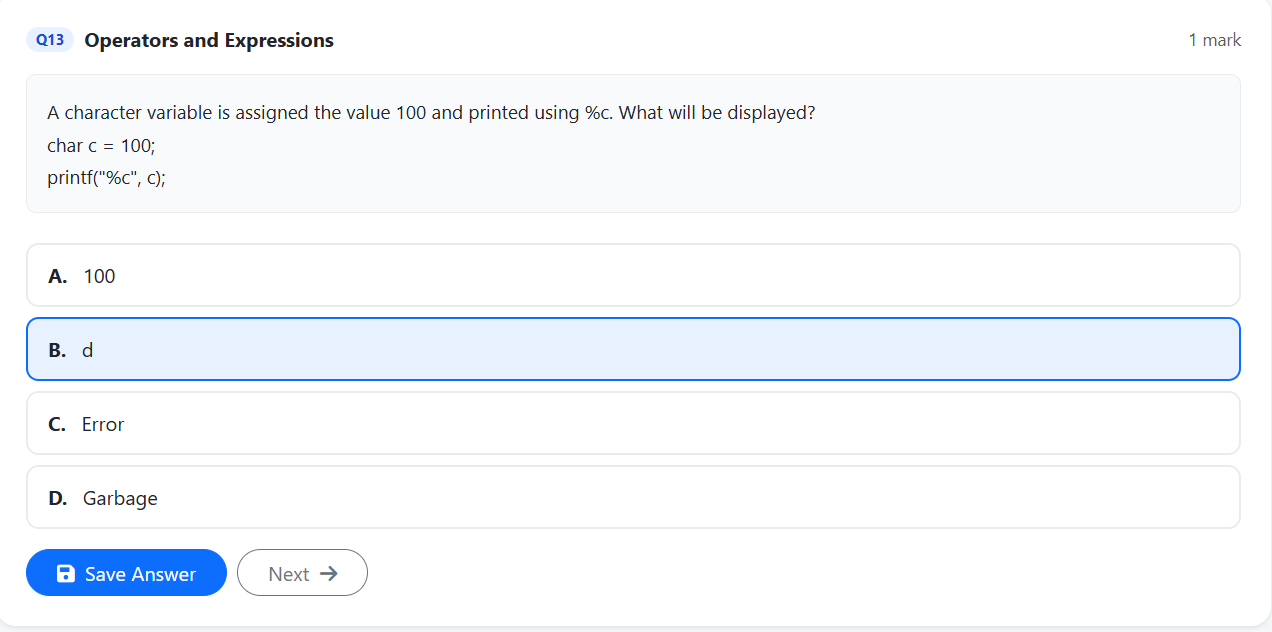 Q13 Operators and Expressions 1 mark
A character variable is assigned the value 100 and printed using %c. What will be displayed?
char c = 100;
printf("%c", c);
A. 100
B. d
C. Error
D. Garbage
Save Answer Next →